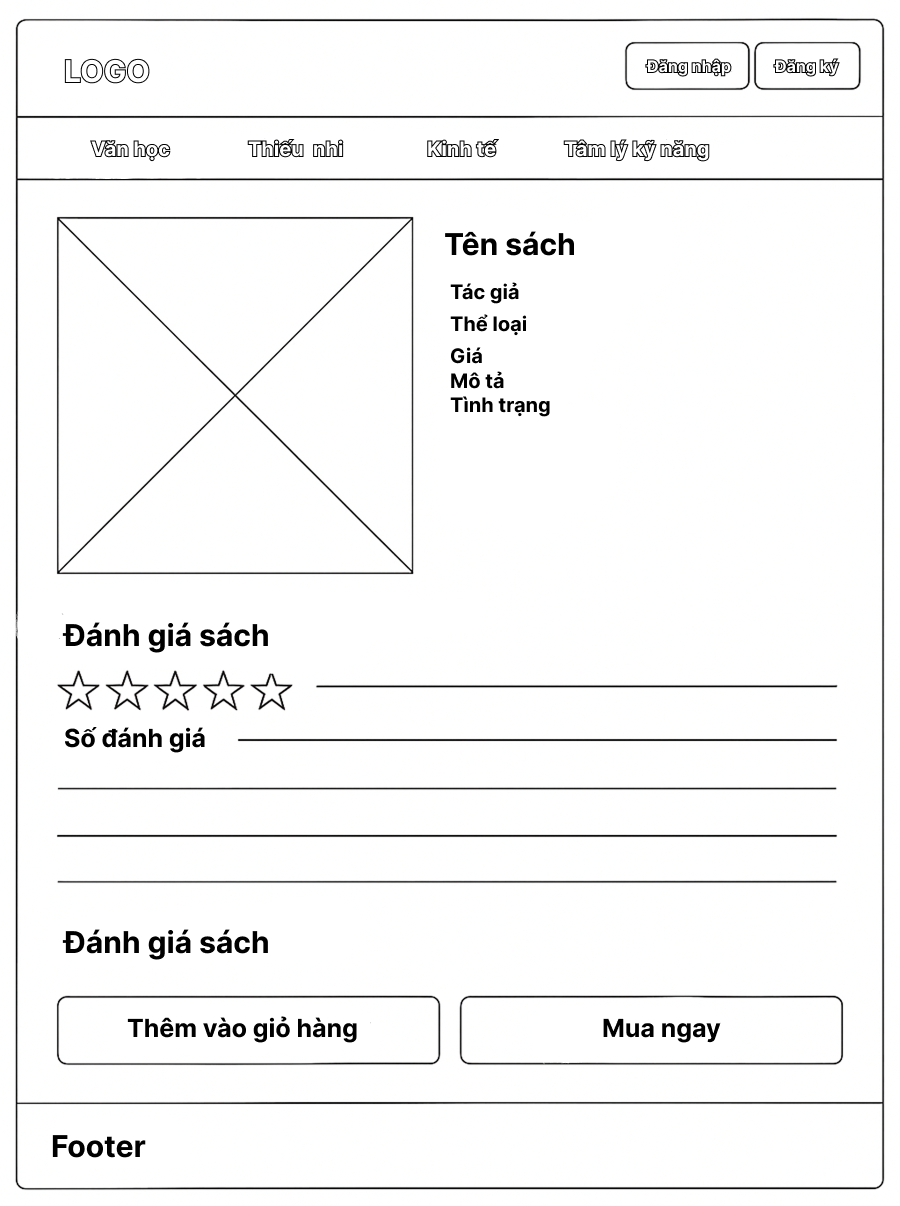 LOGO
Đăng nhập
Đăng ký
Văn học
Thiếu nhi
Kinh tế
Tâm lý kỹ năng
Tên sách
Tác giả
Thể loại
Giá
Mô tả
Tình trạng
Đánh giá sách
Số đánh giá
Đánh giá sách
Thêm vào giỏ hàng
Mua ngay
Footer